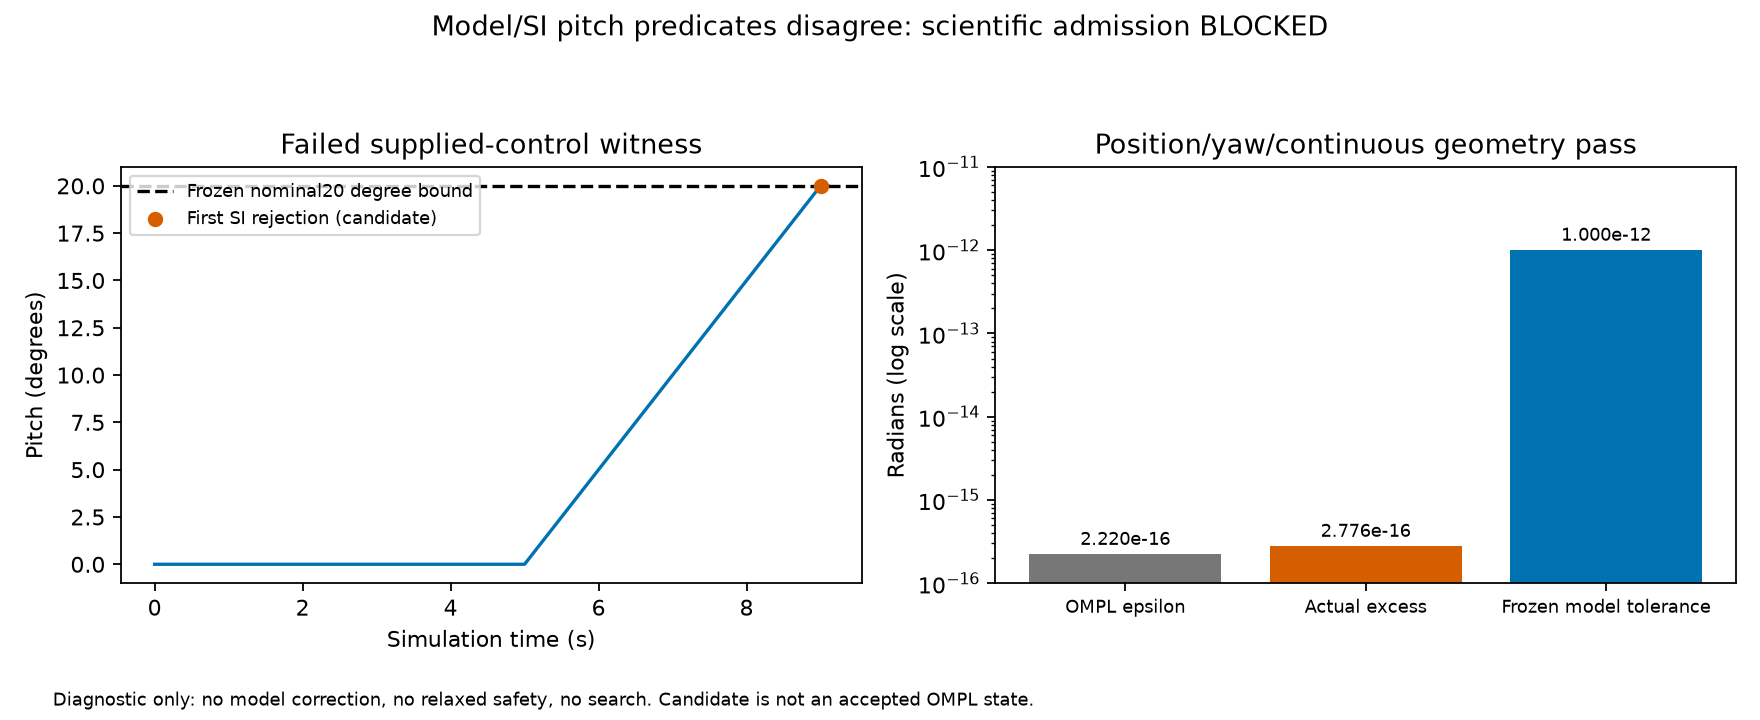 Model/SI pitch predicates disagree: scientific admission BLOCKED
Failed supplied-control witness
Frozen nominal20 degree bound
First SI rejection (candidate)
20.0
17.5
15.0
12.5
10.0
7.5
5.0
2.5
0.0
Pitch (degrees)
0 2 4 6 8
Simulation time (s)
Position/yaw/continuous geometry pass
10⁻¹¹
10⁻¹²
10⁻¹³
10⁻¹⁴
10⁻¹⁵
10⁻¹⁶
Radians (log scale)
2.220e-16
2.776e-16
1.000e-12
OMPL epsilon
Actual excess
Frozen model tolerance
Diagnostic only: no model correction, no relaxed safety, no search. Candidate is not an accepted OMPL state.